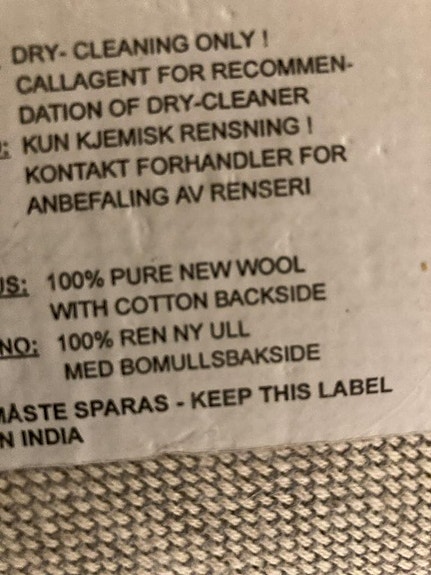 DRY- CLEANING ONLY !
CALLAGENT FOR RECOMMEN-
DATION OF DRY-CLEANER
KUN KJEMISK RENSNING !
KONTAKT FORHANDLER FOR
ANBEFALING AV RENSERI
US: 100% PURE NEW WOOL
WITH COTTON BACKSIDE
NO: 100% REN NY ULL
MED BOMULLSBAKSIDE
MÅSTE SPARAS - KEEP THIS LABEL
N INDIA